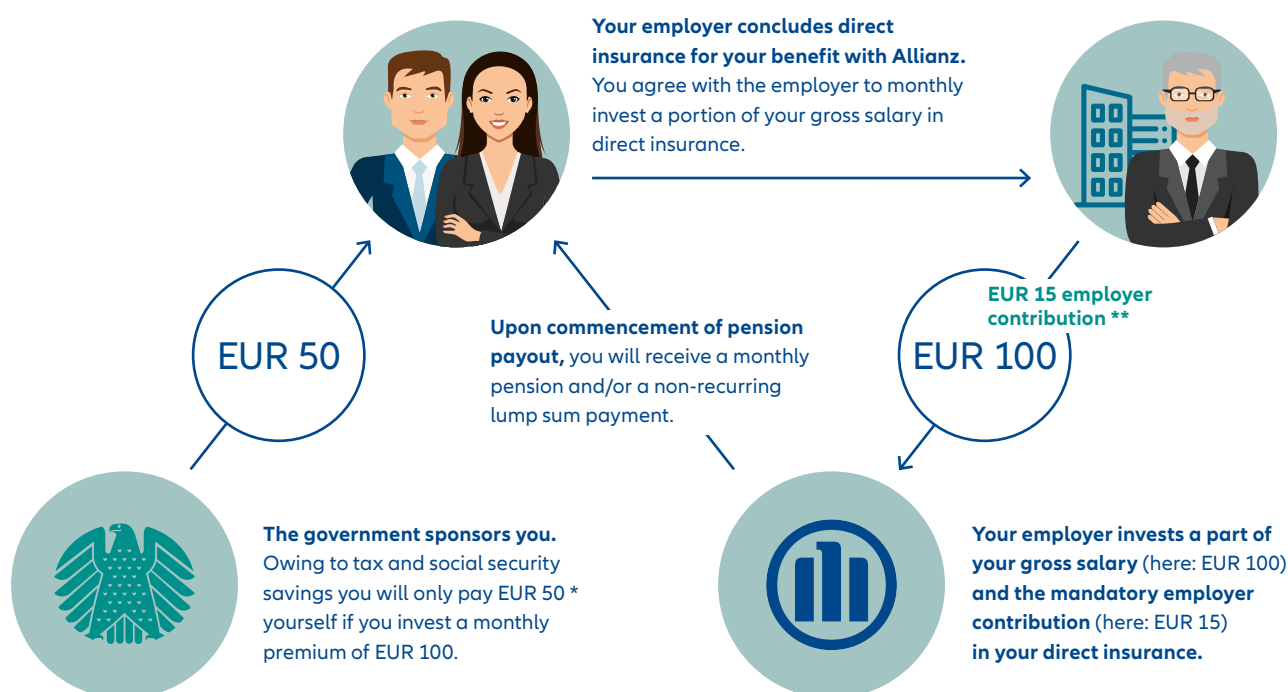 Your employer concludes direct
insurance for your benefit with Allianz.
You agree with the employer to monthly
invest a portion of your gross salary in
direct insurance.
EUR 50
Upon commencement of pension
payout, you will receive a monthly
pension and/or a non-recurring
lump sum payment.
EUR 15 employer
contribution **
EUR 100
The government sponsors you.
Owing to tax and social security
savings you will only pay EUR 50 *
yourself if you invest a monthly
premium of EUR 100.
Your employer invests a part of
your gross salary (here: EUR 100)
and the mandatory employer
contribution (here: EUR 15)
in your direct insurance.